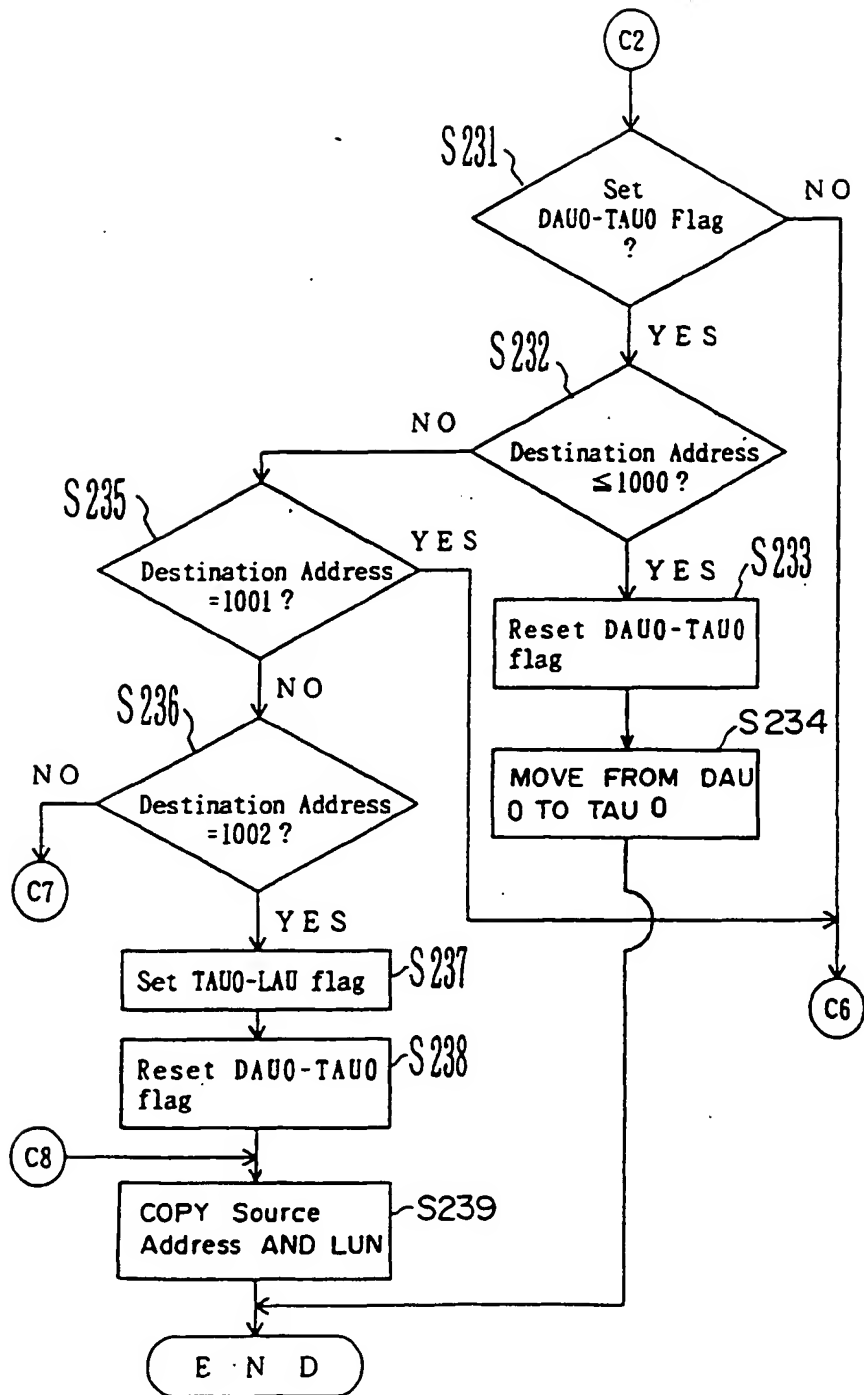 C2
S231
Set
DAU0-TAU0 Flag
?
NO
YES
S232
NO
Destination Address
≦1000?
S235
YES
YES
S233
Destination Address
=1001?
Reset DAU0-TAU0
flag
NO
S236
S234
NO
MOVE FROM DAU
0 TO TAU 0
Destination Address
=1002?
C7
YES
Set TAU0-LAU flag
S237
C6
Reset DAU0-TAU0
flag
S238
C8
COPY Source
Address AND LUN
S239
END